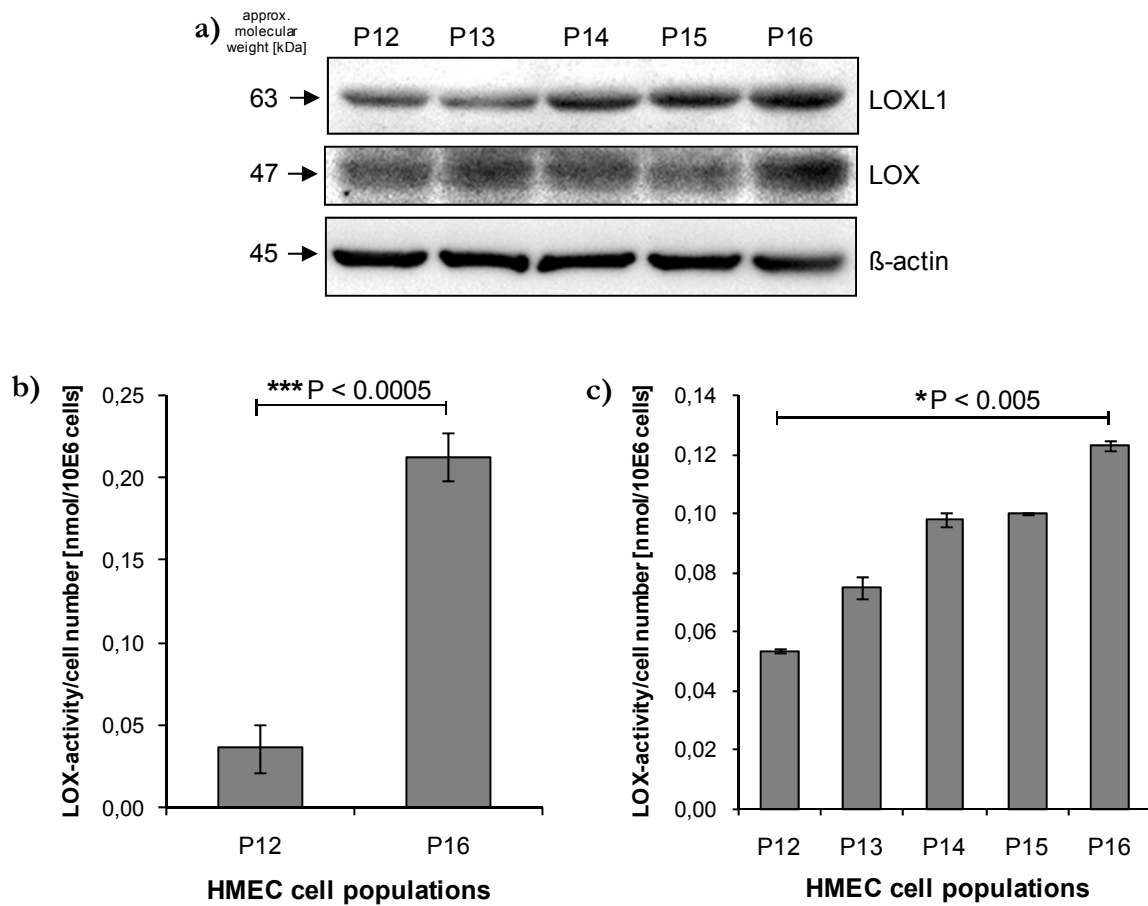 a)
approx.
molecular
weight [kDa]
P12 P13 P14 P15 P16
63 LOXL1
47 LOX
45 ß-actin
b)
***P < 0.0005
LOX-activity/cell number [nmol/10E6 cells]
0,25
0,20
0,15
0,10
0,05
0,00
P12 P16
HMEC cell populations
c)
*P < 0.005
LOX-activity/cell number [nmol/10E6 cells]
0,14
0,12
0,10
0,08
0,06
0,04
0,02
0,00
P12 P13 P14 P15 P16
HMEC cell populations